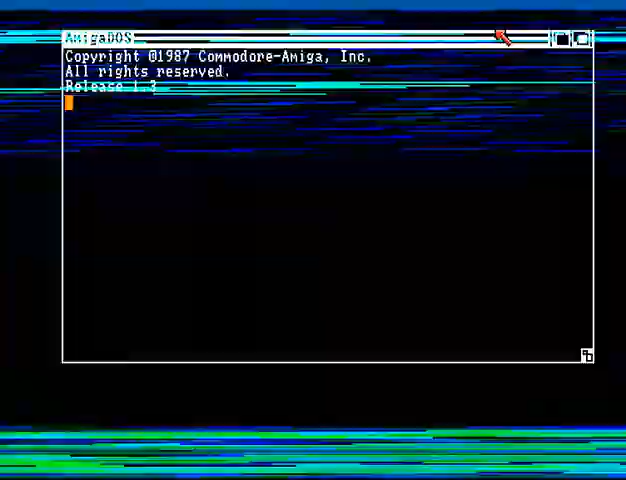 AmigaDOS
Copyright @1987 Commodore-Amiga, Inc.
All rights reserved.
Release 1.3